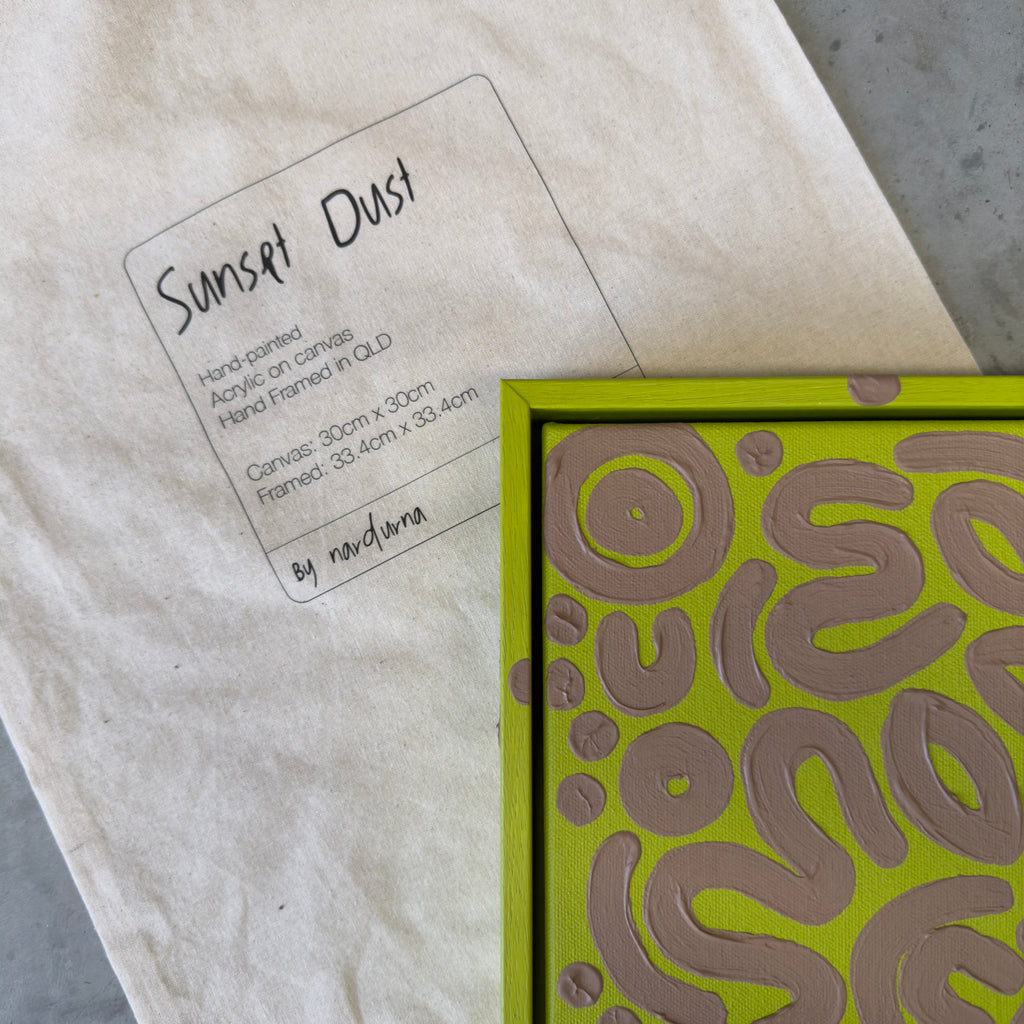 Sunset Dust
Hand-painted
Acrylic on canvas
Hand Framed in QLD
Canvas: 30cm x 30cm
Framed: 33.4cm x 33.4cm
By nardurna